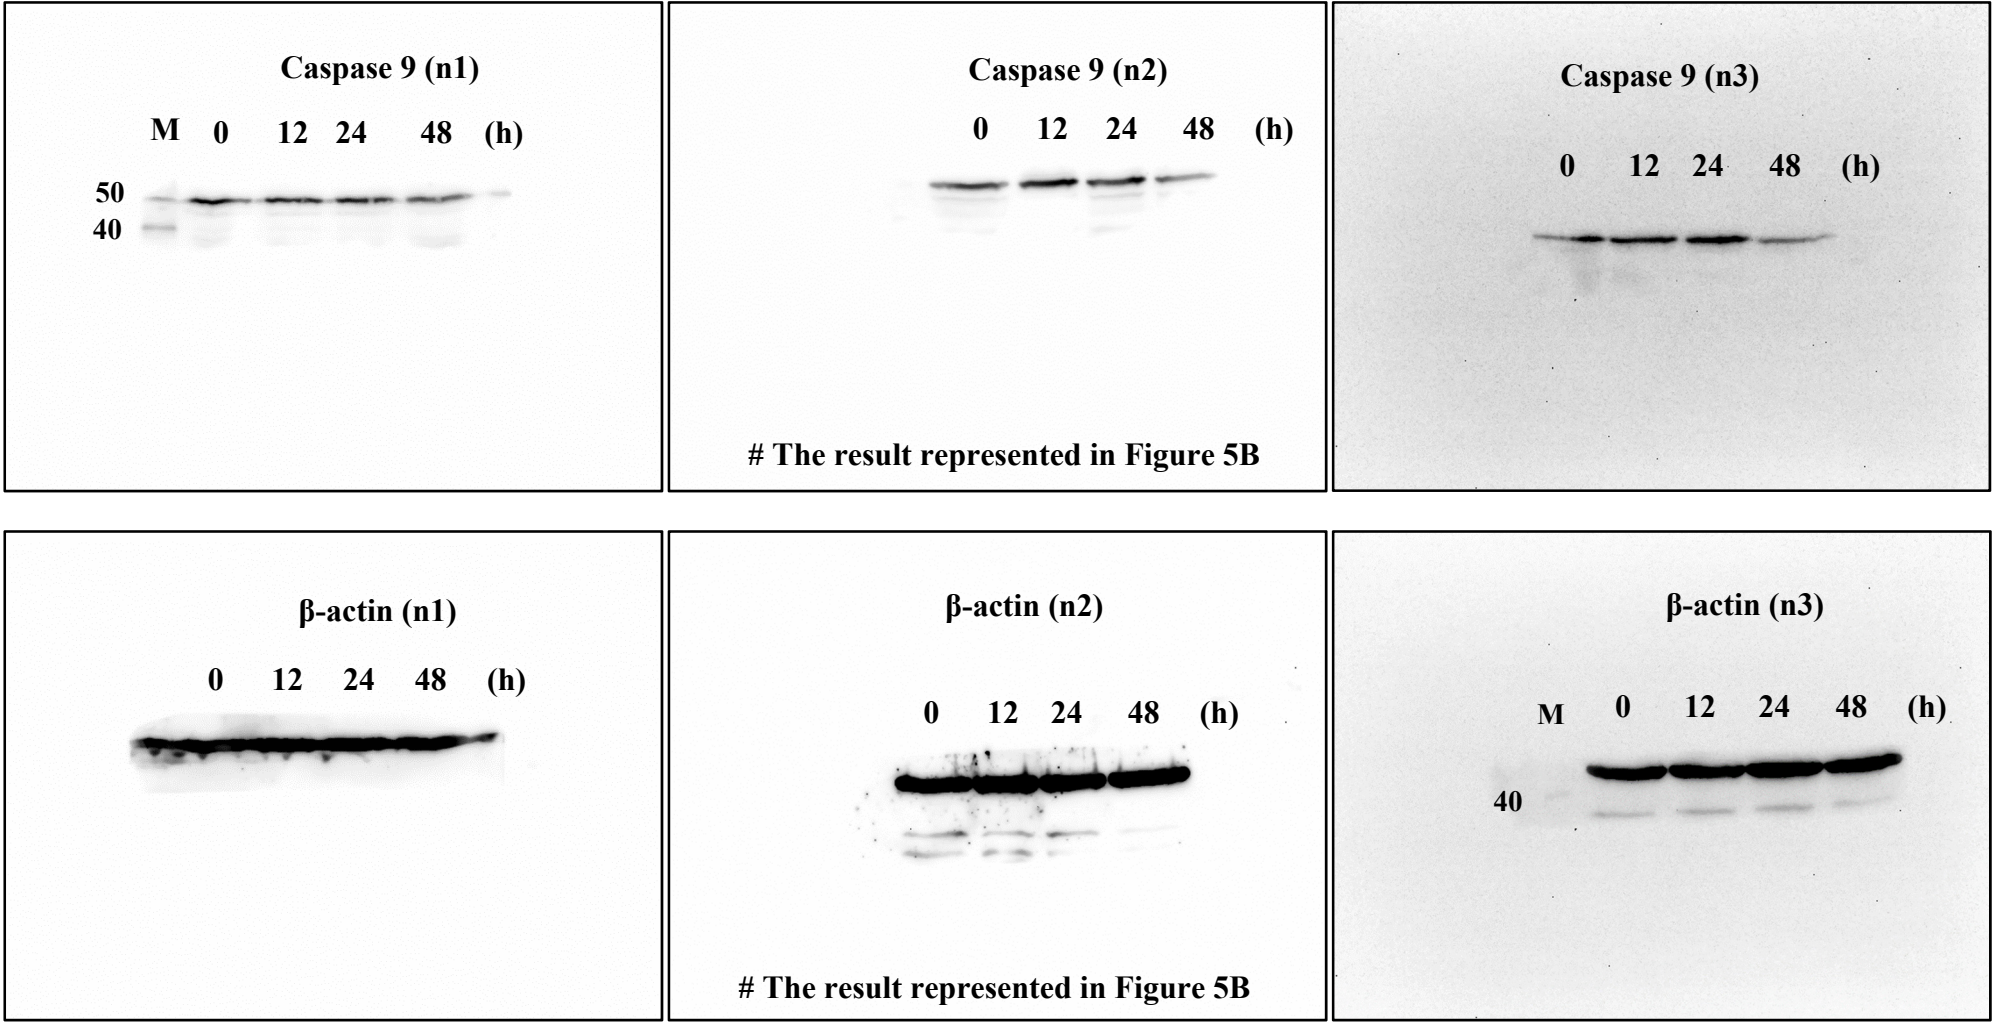 Caspase 9 (n1)
M 0 12 24 48 (h)
50
40
Caspase 9 (n2)
0 12 24 48 (h)
# The result represented in Figure 5B
Caspase 9 (n3)
0 12 24 48 (h)
β-actin (n1)
0 12 24 48 (h)
β-actin (n2)
0 12 24 48 (h)
# The result represented in Figure 5B
β-actin (n3)
M 0 12 24 48 (h)
40